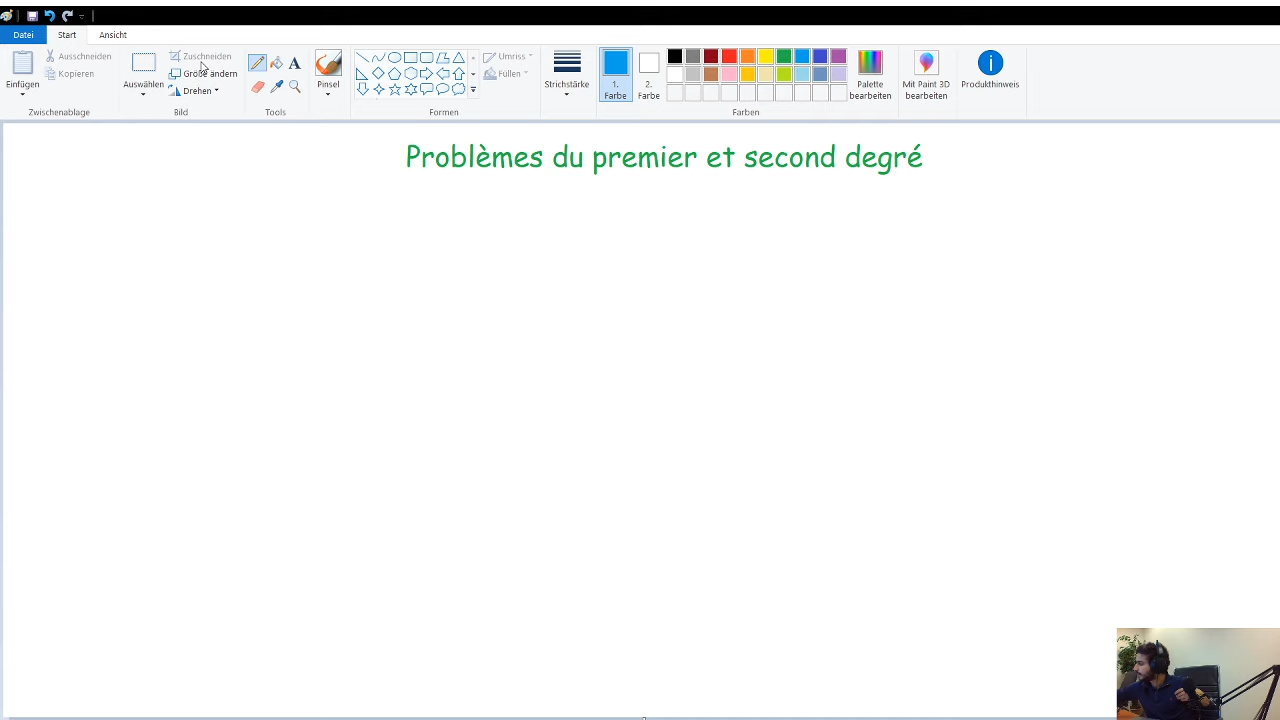 Datei Start Ansicht
Ausschneiden Zuschneiden Umriss
Größe ändern Füllen
Einfügen Auswählen Drehen Pinsel Strichstärke 1. Farbe 2. Farbe Palette bearbeiten Mit Paint 3D bearbeiten Produkthinweis
Zwischenablage Bild Tools Formen Farben
Problèmes du premier et second degré